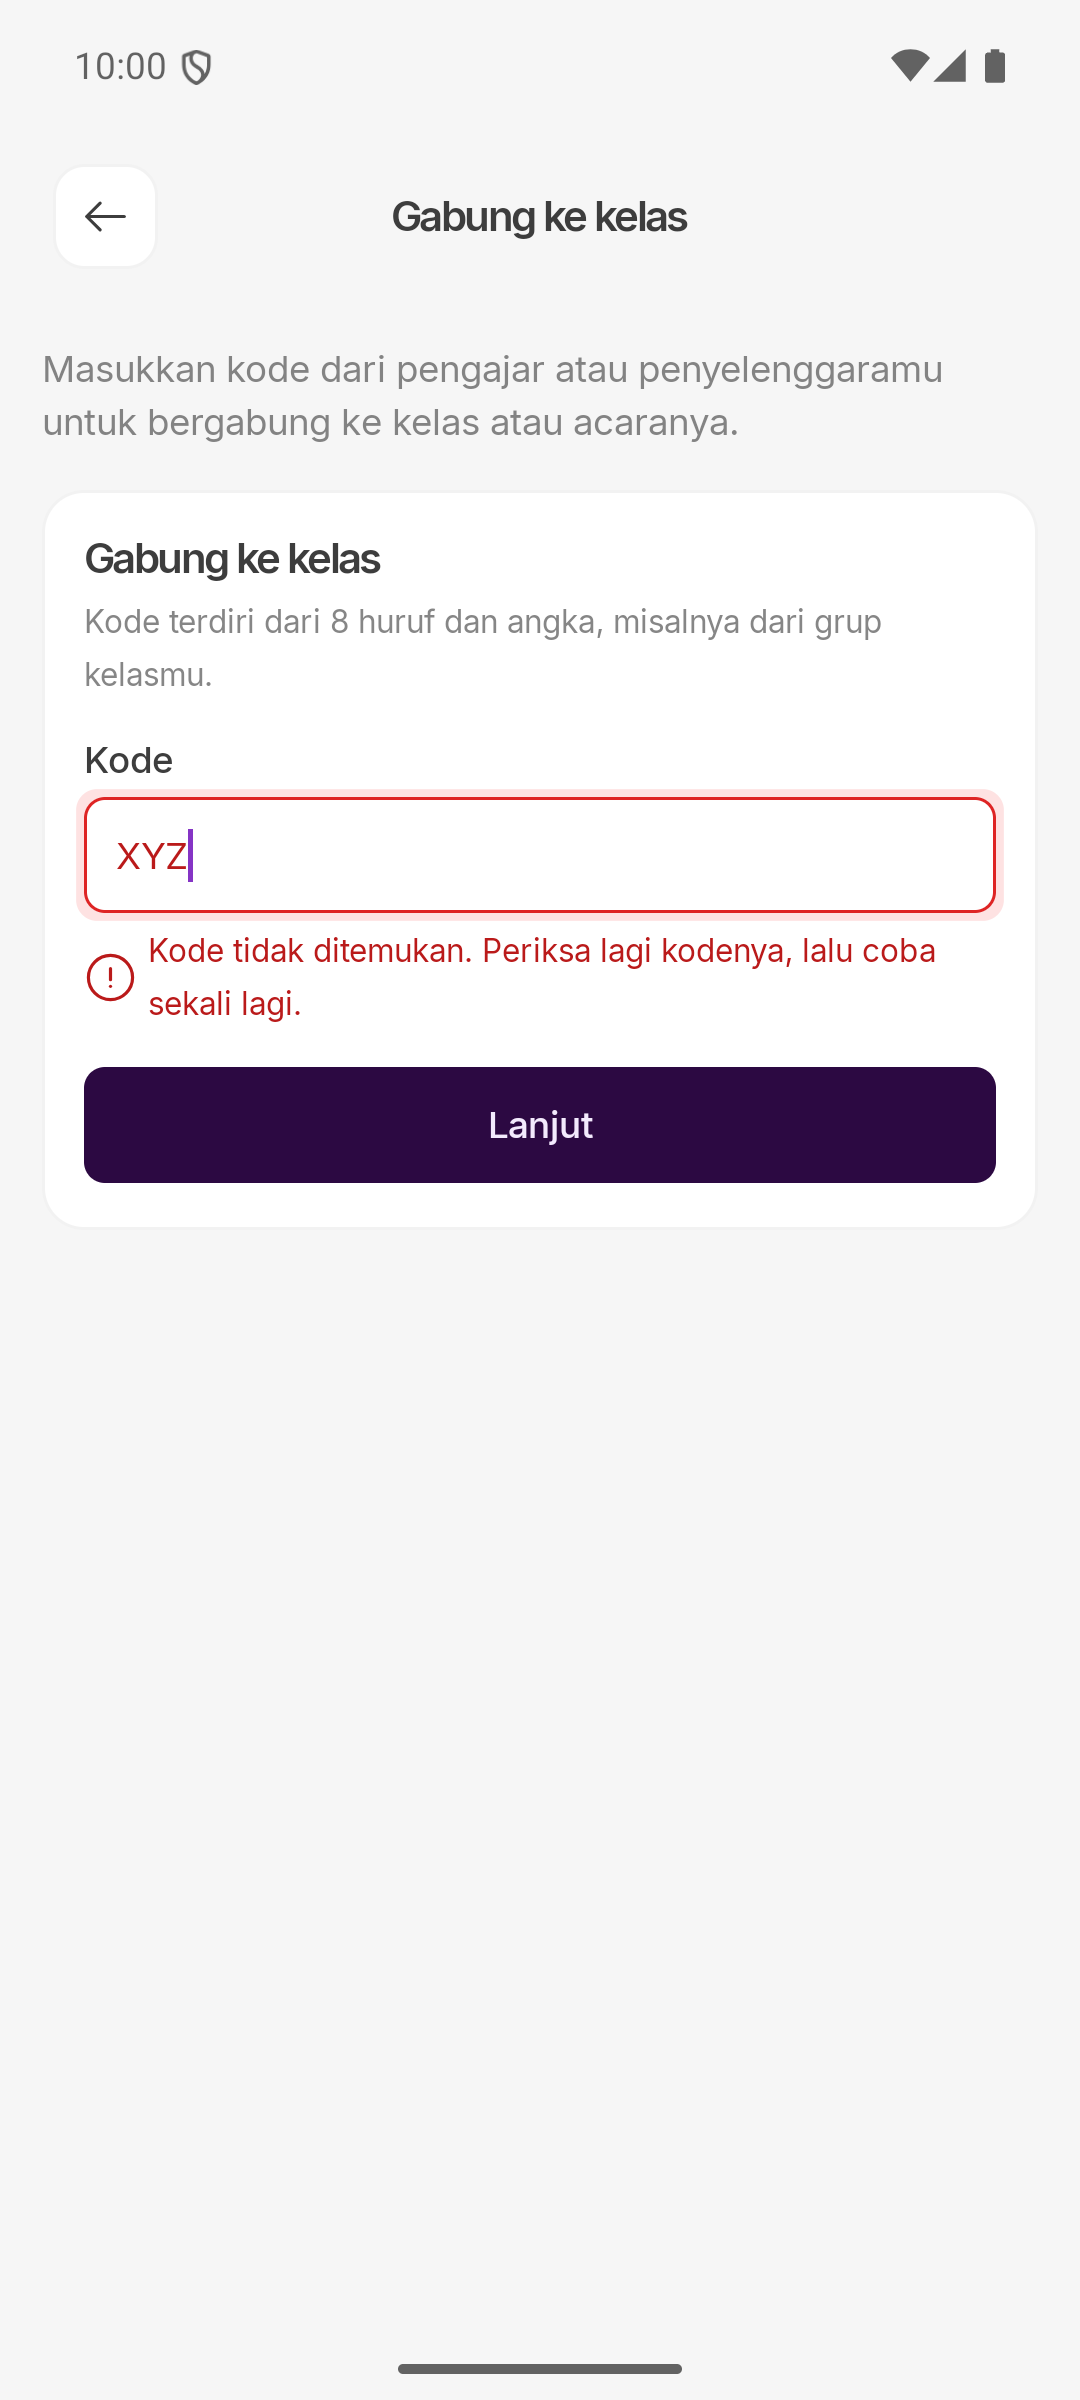 10:00
Gabung ke kelas
Masukkan kode dari pengajar atau penyelenggaramu
untuk bergabung ke kelas atau acaranya.
Gabung ke kelas
Kode terdiri dari 8 huruf dan angka, misalnya dari grup
kelasmu.
Kode
XYZ
Kode tidak ditemukan. Periksa lagi kodenya, lalu coba
sekali lagi.
Lanjut